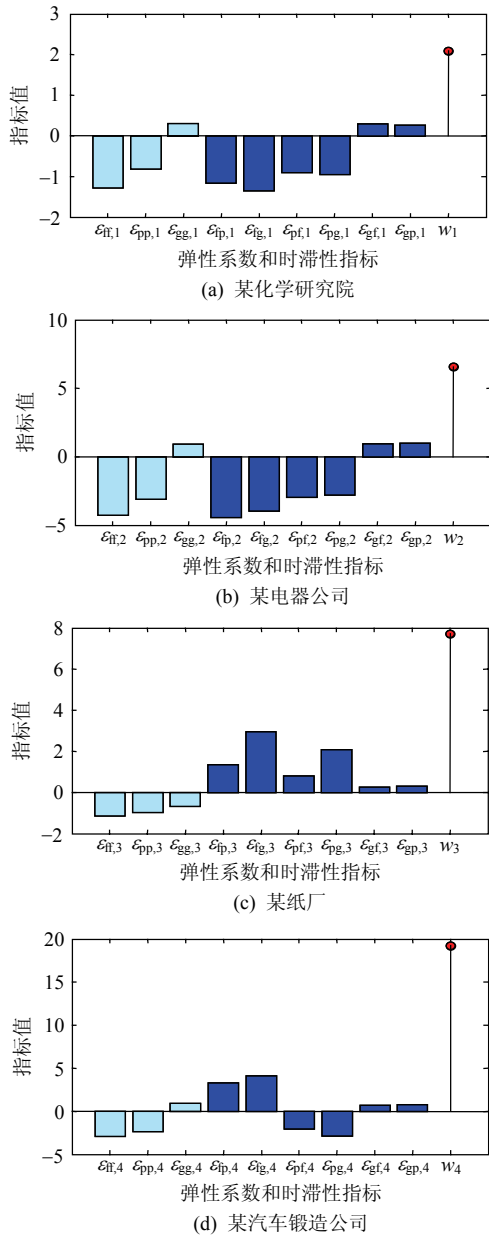 3
2
1
0
−1
−2
指标值
εff,1 εpp,1 εgg,1 εfp,1 εfg,1 εpf,1 εpg,1 εgf,1 εgp,1 w1
弹性系数和时滞性指标
(a) 某化学研究院
10
5
0
−5
指标值
εff,2 εpp,2 εgg,2 εfp,2 εfg,2 εpf,2 εpg,2 εgf,2 εgp,2 w2
弹性系数和时滞性指标
(b) 某电器公司
8
6
4
2
0
−2
指标值
εff,3 εpp,3 εgg,3 εfp,3 εfg,3 εpf,3 εpg,3 εgf,3 εgp,3 w3
弹性系数和时滞性指标
(c) 某纸厂
20
15
10
5
0
−5
指标值
εff,4 εpp,4 εgg,4 εfp,4 εfg,4 εpf,4 εpg,4 εgf,4 εgp,4 w4
弹性系数和时滞性指标
(d) 某汽车锻造公司